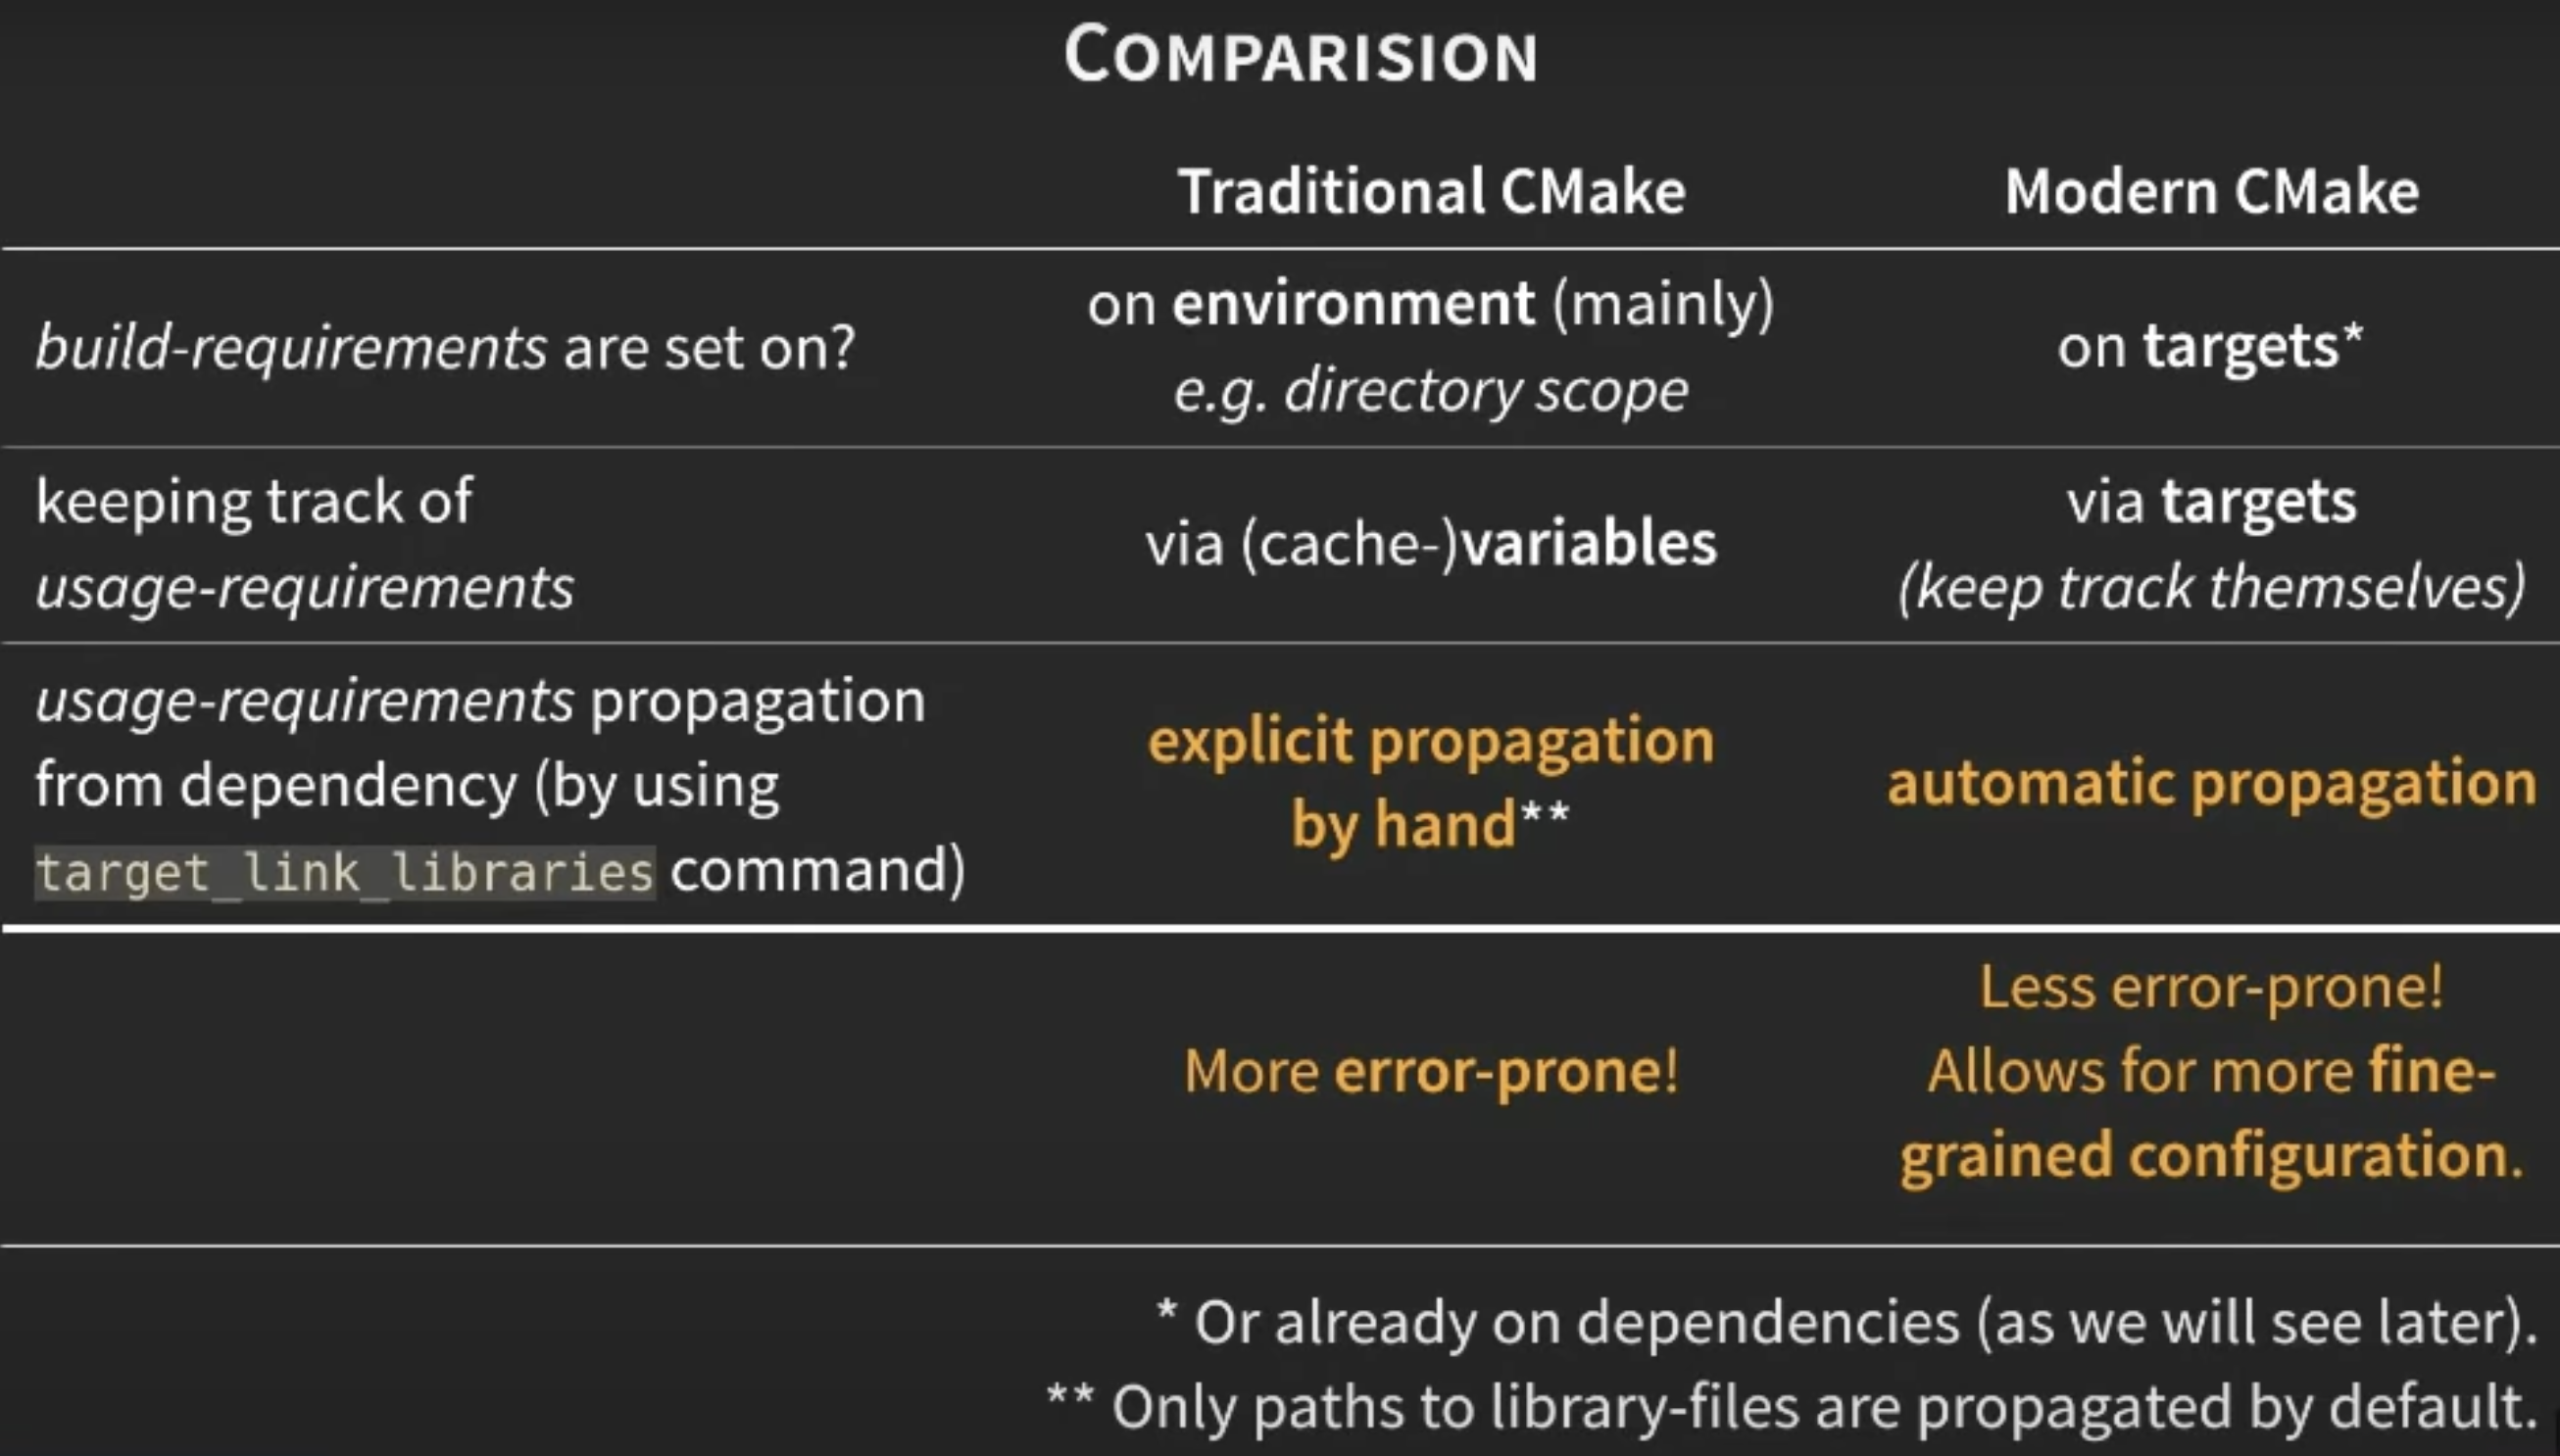 COMPARISION
Traditional CMake
Modern CMake
build-requirements are set on?
on environment (mainly)
e.g. directory scope
on targets*
keeping track of
usage-requirements
via (cache-)variables
via targets
(keep track themselves)
usage-requirements propagation
from dependency (by using
target_link_libraries command)
explicit propagation
by hand**
automatic propagation
More error-prone!
Less error-prone!
Allows for more fine-
grained configuration.
* Or already on dependencies (as we will see later).
** Only paths to library-files are propagated by default.